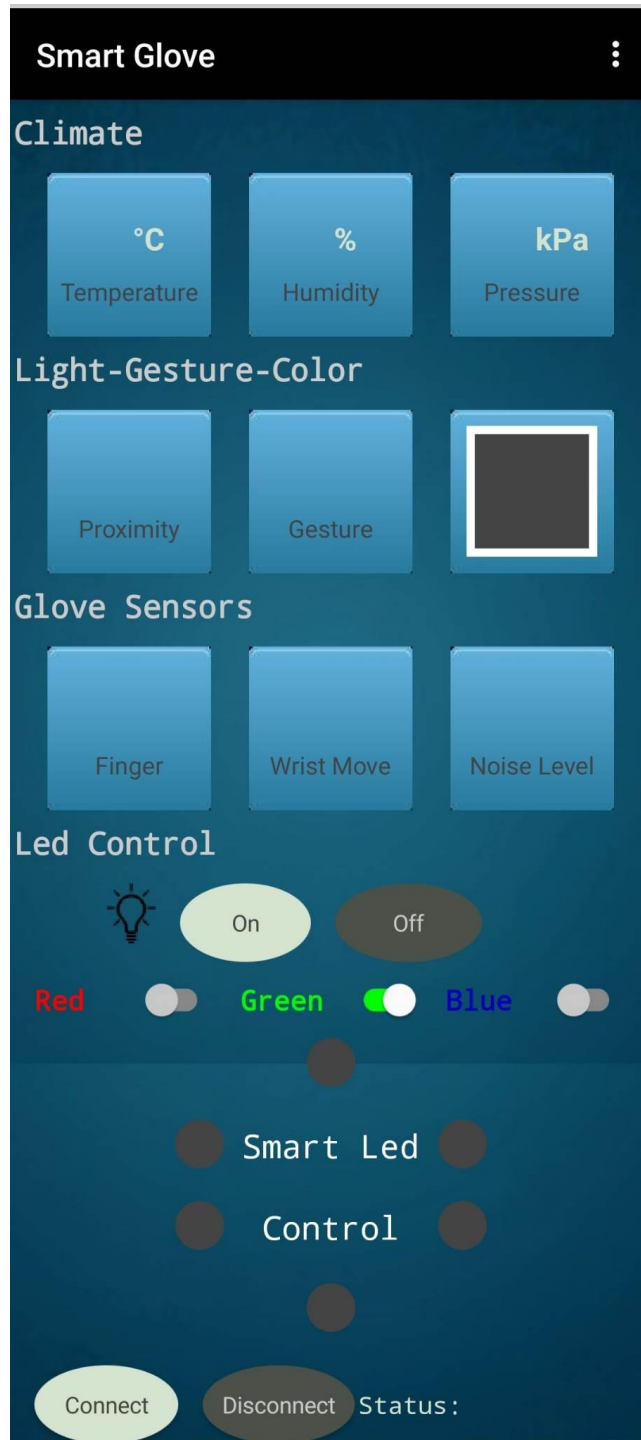 Smart Glove
Climate
°C % kPa
Temperature Humidity Pressure
Light-Gesture-Color
Proximity Gesture
Glove Sensors
Finger Wrist Move Noise Level
Led Control
On Off
Red Green Blue
Smart Led
Control
Connect Disconnect Status: